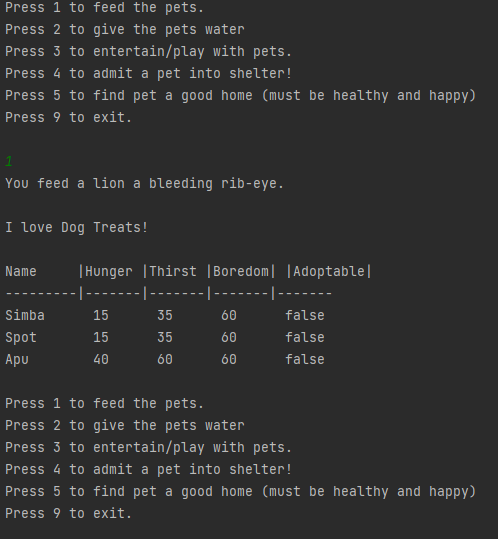 Press 1 to feed the pets.
Press 2 to give the pets water
Press 3 to entertain/play with pets.
Press 4 to admit a pet into shelter!
Press 5 to find pet a good home (must be healthy and happy)
Press 9 to exit.
1
You feed a lion a bleeding rib-eye.
I love Dog Treats!
Name     |Hunger |Thirst |Boredom| |Adoptable|
---------|-------|-------|-------|-------
Simba      15      35      60      false
Spot       15      35      60      false
Apu        40      60      60      false
Press 1 to feed the pets.
Press 2 to give the pets water
Press 3 to entertain/play with pets.
Press 4 to admit a pet into shelter!
Press 5 to find pet a good home (must be healthy and happy)
Press 9 to exit.